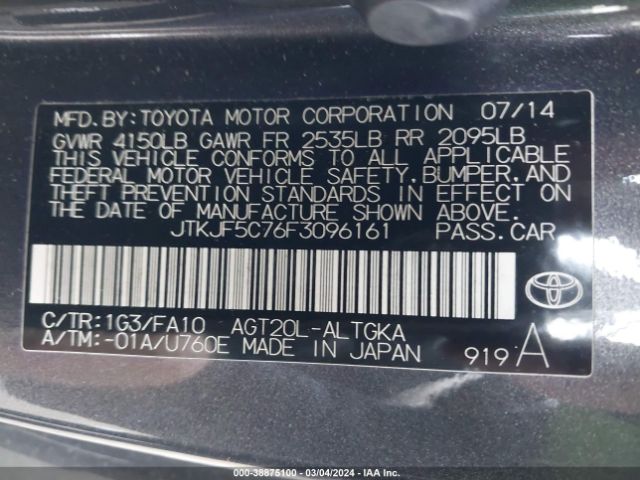 MFD.BY:TOYOTA MOTOR CORPORATION 07/14
GVWR 4150LB GAWR FR 2535LB RR 2095LB
THIS VEHICLE CONFORMS TO ALL APPLICABLE
FEDERAL MOTOR VEHICLE SAFETY,BUMPER,AND
THEFT PREVENTION STANDARDS IN EFFECT ON
THE DATE OF MANUFACTURE SHOWN ABOVE.
JTKJF5C76F3096161 PASS.CAR
C/TR:1G3/FA10 AGT20L-ALTGKA
A/TM:-01A/U760E MADE IN JAPAN 919 A
000-38875100 - 03/04/2024 - IAA Inc.